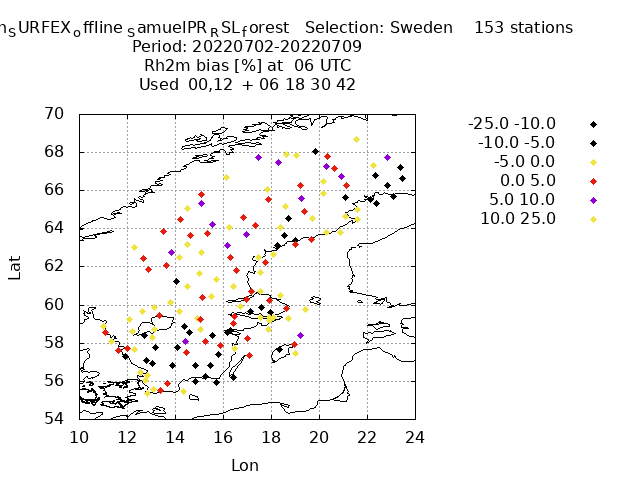 nSURFEXoffline SamuelPRRSLforest Selection: Sweden 153 stations
Period: 20220702-20220709
Rh2m bias [%] at 06 UTC
Used 00,12 + 06 18 30 42
70
68
66
64
62
60
58
56
54
Lat
10 12 14 16 18 20 22 24
Lon
-25.0 -10.0
-10.0 -5.0
-5.0 0.0
0.0 5.0
5.0 10.0
10.0 25.0